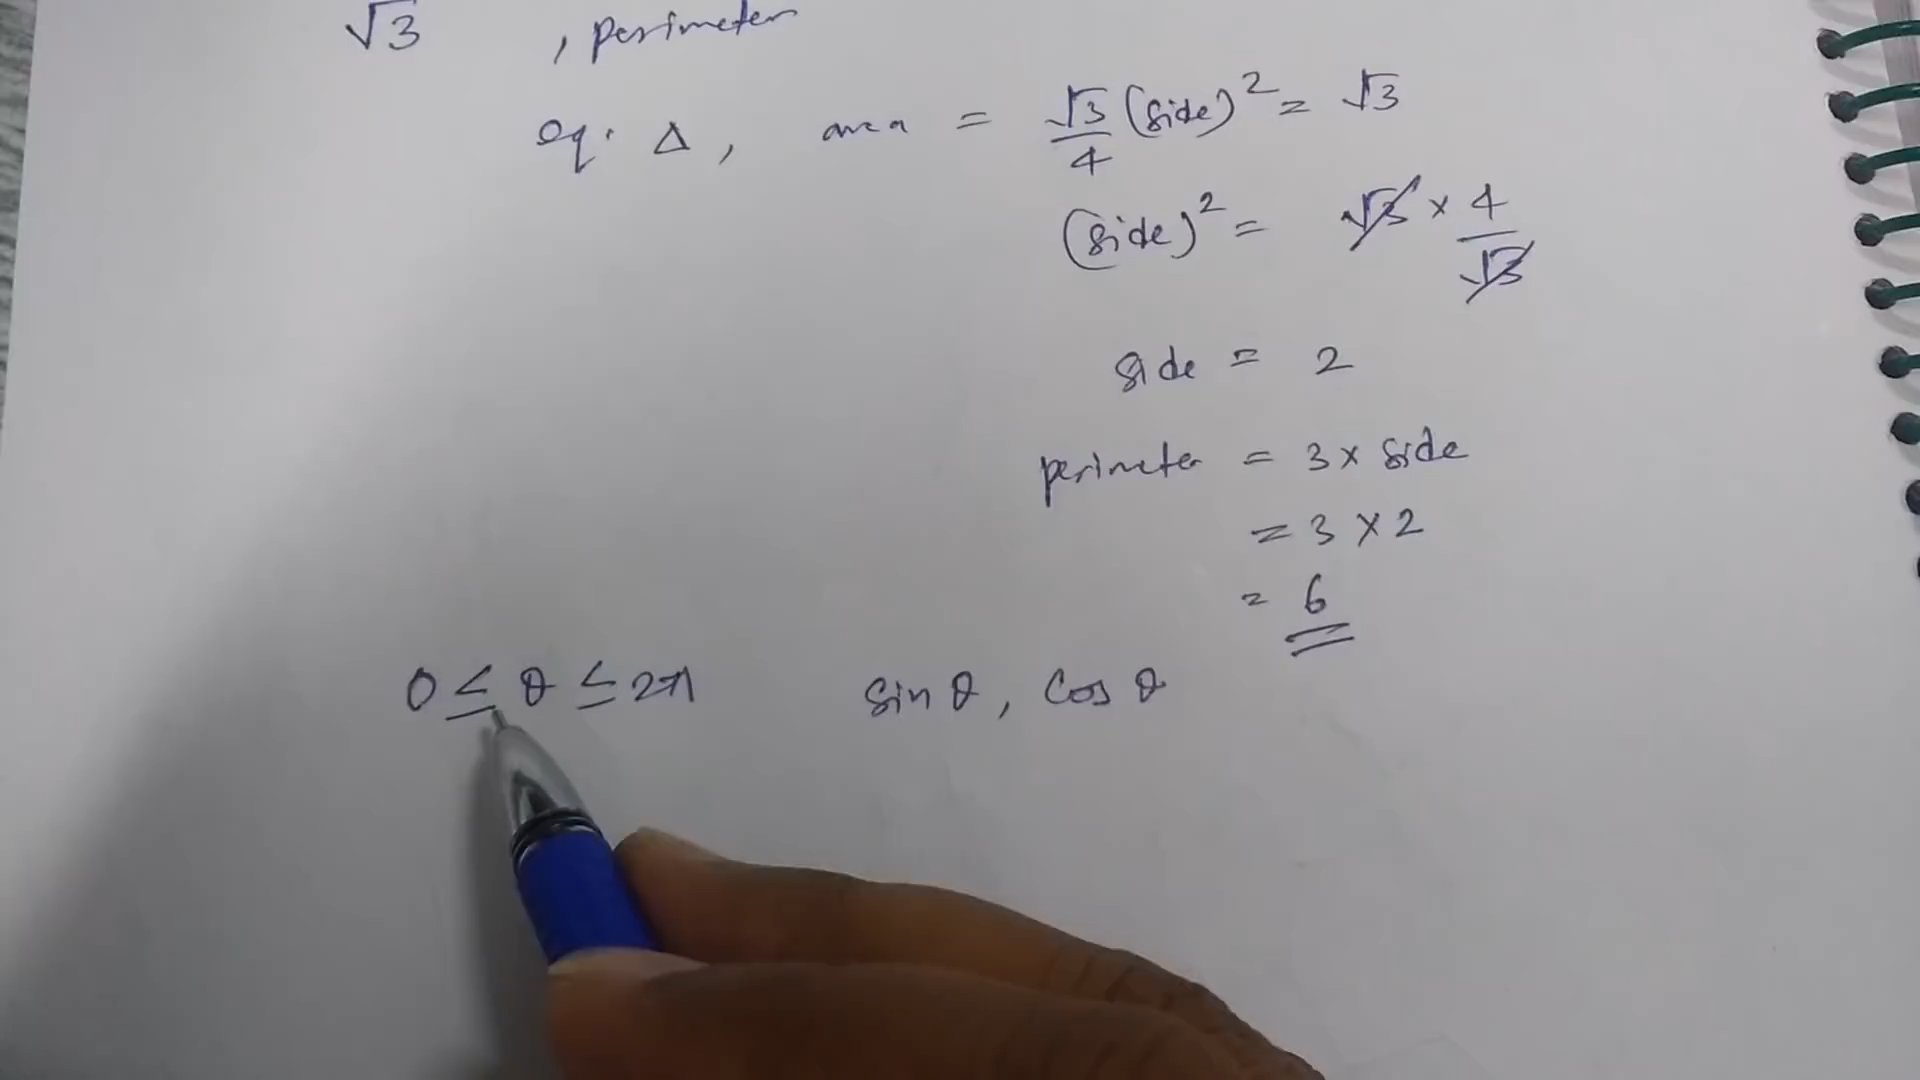 √3 , perimeter
eq. Δ, area = √3/4 (side)² = √3
(side)² = √3 × 4/√3
side = 2
perimeter = 3 × side
= 3 × 2
= 6
0 ≤ θ ≤ 2π sin θ, cos θ